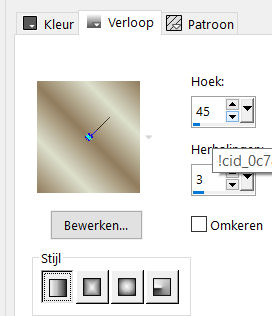 Kleur Verloop Patroon
Hoek:
45
!cid_0c7
3
Bewerken...
Omkeren
Stijl